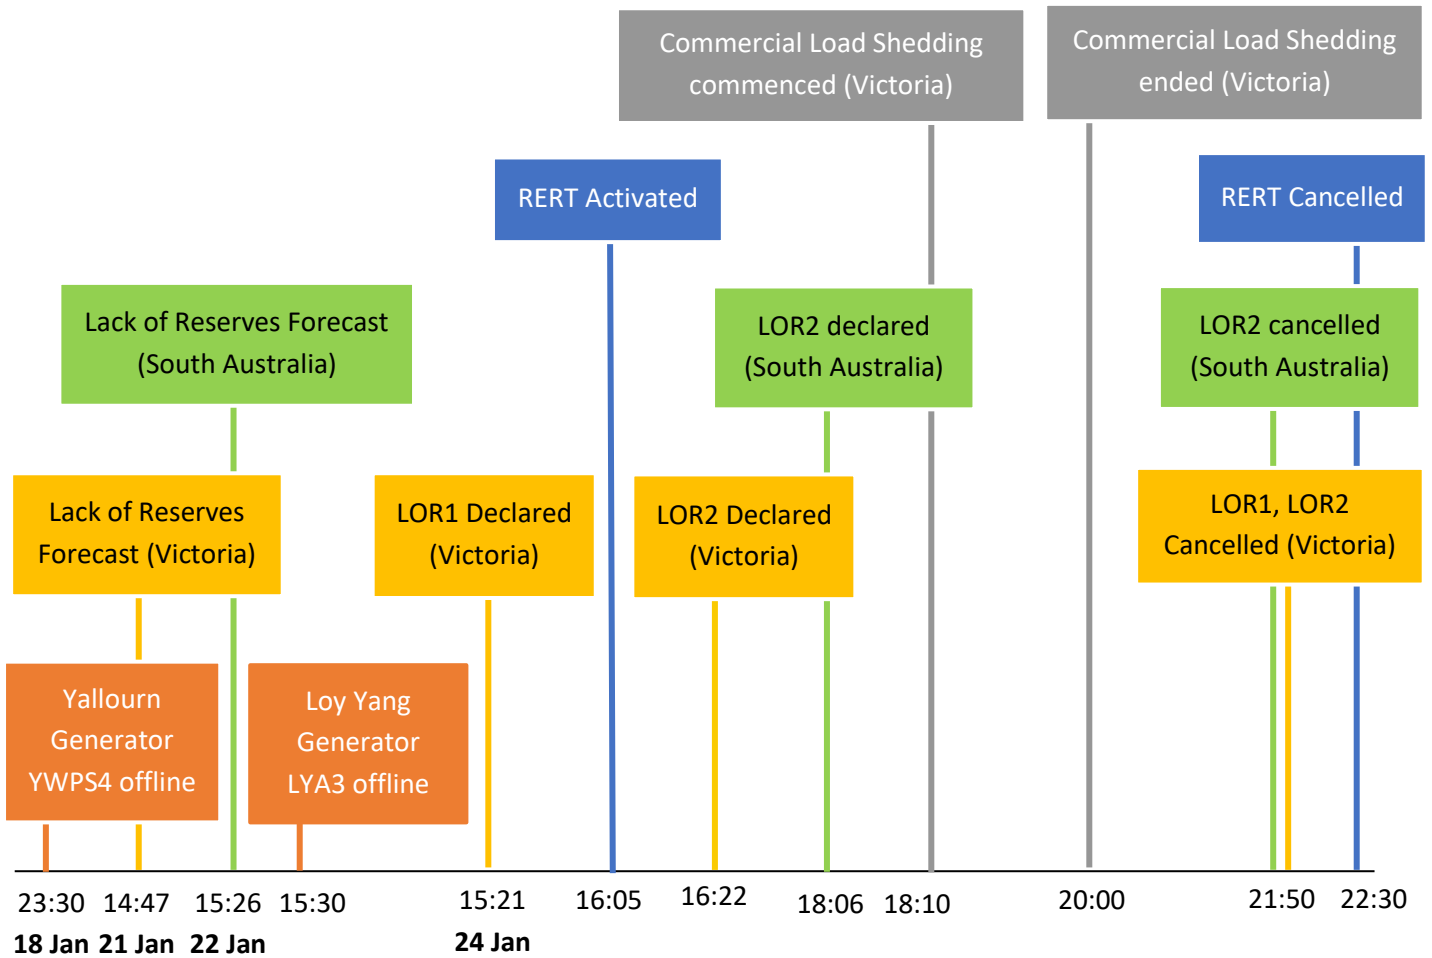 Commercial Load Shedding
commenced (Victoria)
Commercial Load Shedding
ended (Victoria)
RERT Activated
RERT Cancelled
Lack of Reserves Forecast
(South Australia)
LOR2 declared
(South Australia)
LOR2 cancelled
(South Australia)
Lack of Reserves
Forecast (Victoria)
LOR1 Declared
(Victoria)
LOR2 Declared
(Victoria)
LOR1, LOR2
Cancelled (Victoria)
Yallourn
Generator
YWPS4 offline
Loy Yang
Generator
LYA3 offline
23:30 14:47 15:26 15:30 15:21 16:05 16:22 18:06 18:10 20:00 21:50 22:30
18 Jan 21 Jan 22 Jan 24 Jan